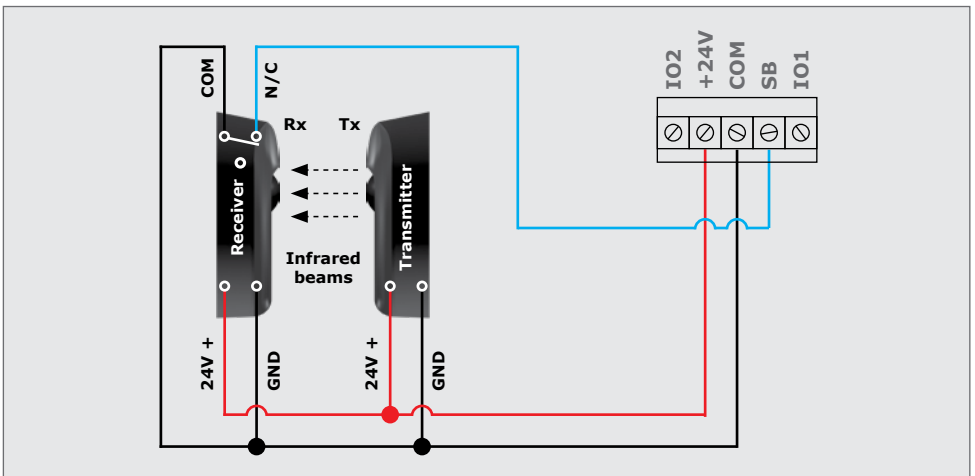 COM
N/C
IO2
+24V
COM
SB
IO1
Rx
Tx
Receiver
Transmitter
Infrared
beams
24V +
GND
24V +
GND